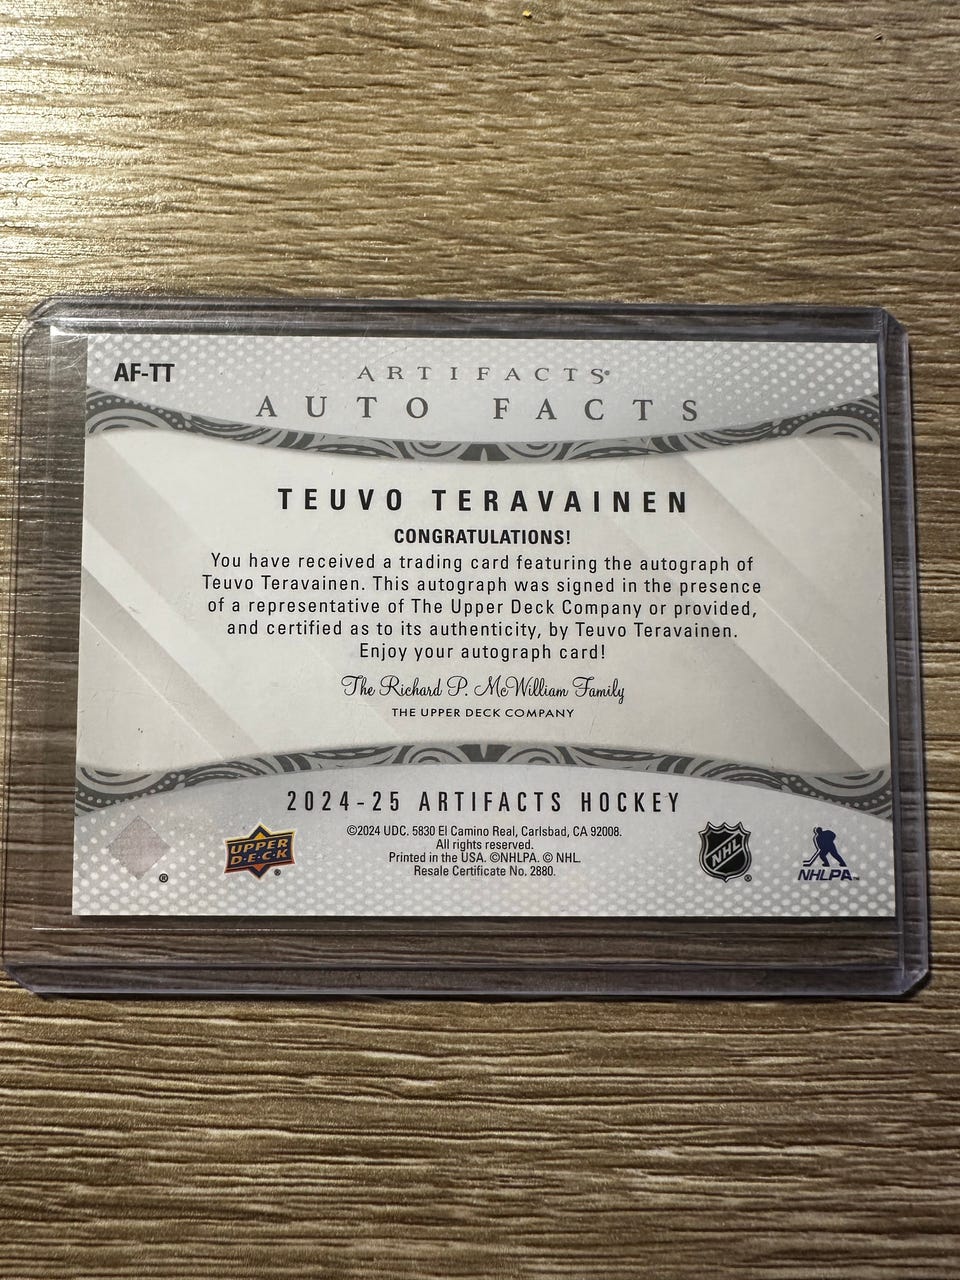 AF-TT
ARTIFACTS®
AUTO FACTS
TEUVO TERAVAINEN
CONGRATULATIONS!
You have received a trading card featuring the autograph of
Teuvo Teravainen. This autograph was signed in the presence
of a representative of The Upper Deck Company or provided,
and certified as to its authenticity, by Teuvo Teravainen.
Enjoy your autograph card!
The Richard P. McWilliam Family
THE UPPER DECK COMPANY
2024-25 ARTIFACTS HOCKEY
©2024 UDC. 5830 El Camino Real, Carlsbad, CA 92008.
All rights reserved.
Printed in the USA. ©NHLPA. © NHL.
Resale Certificate No. 2880.
®
UPPER
D·E·C·K®
NHL®
NHLPA™